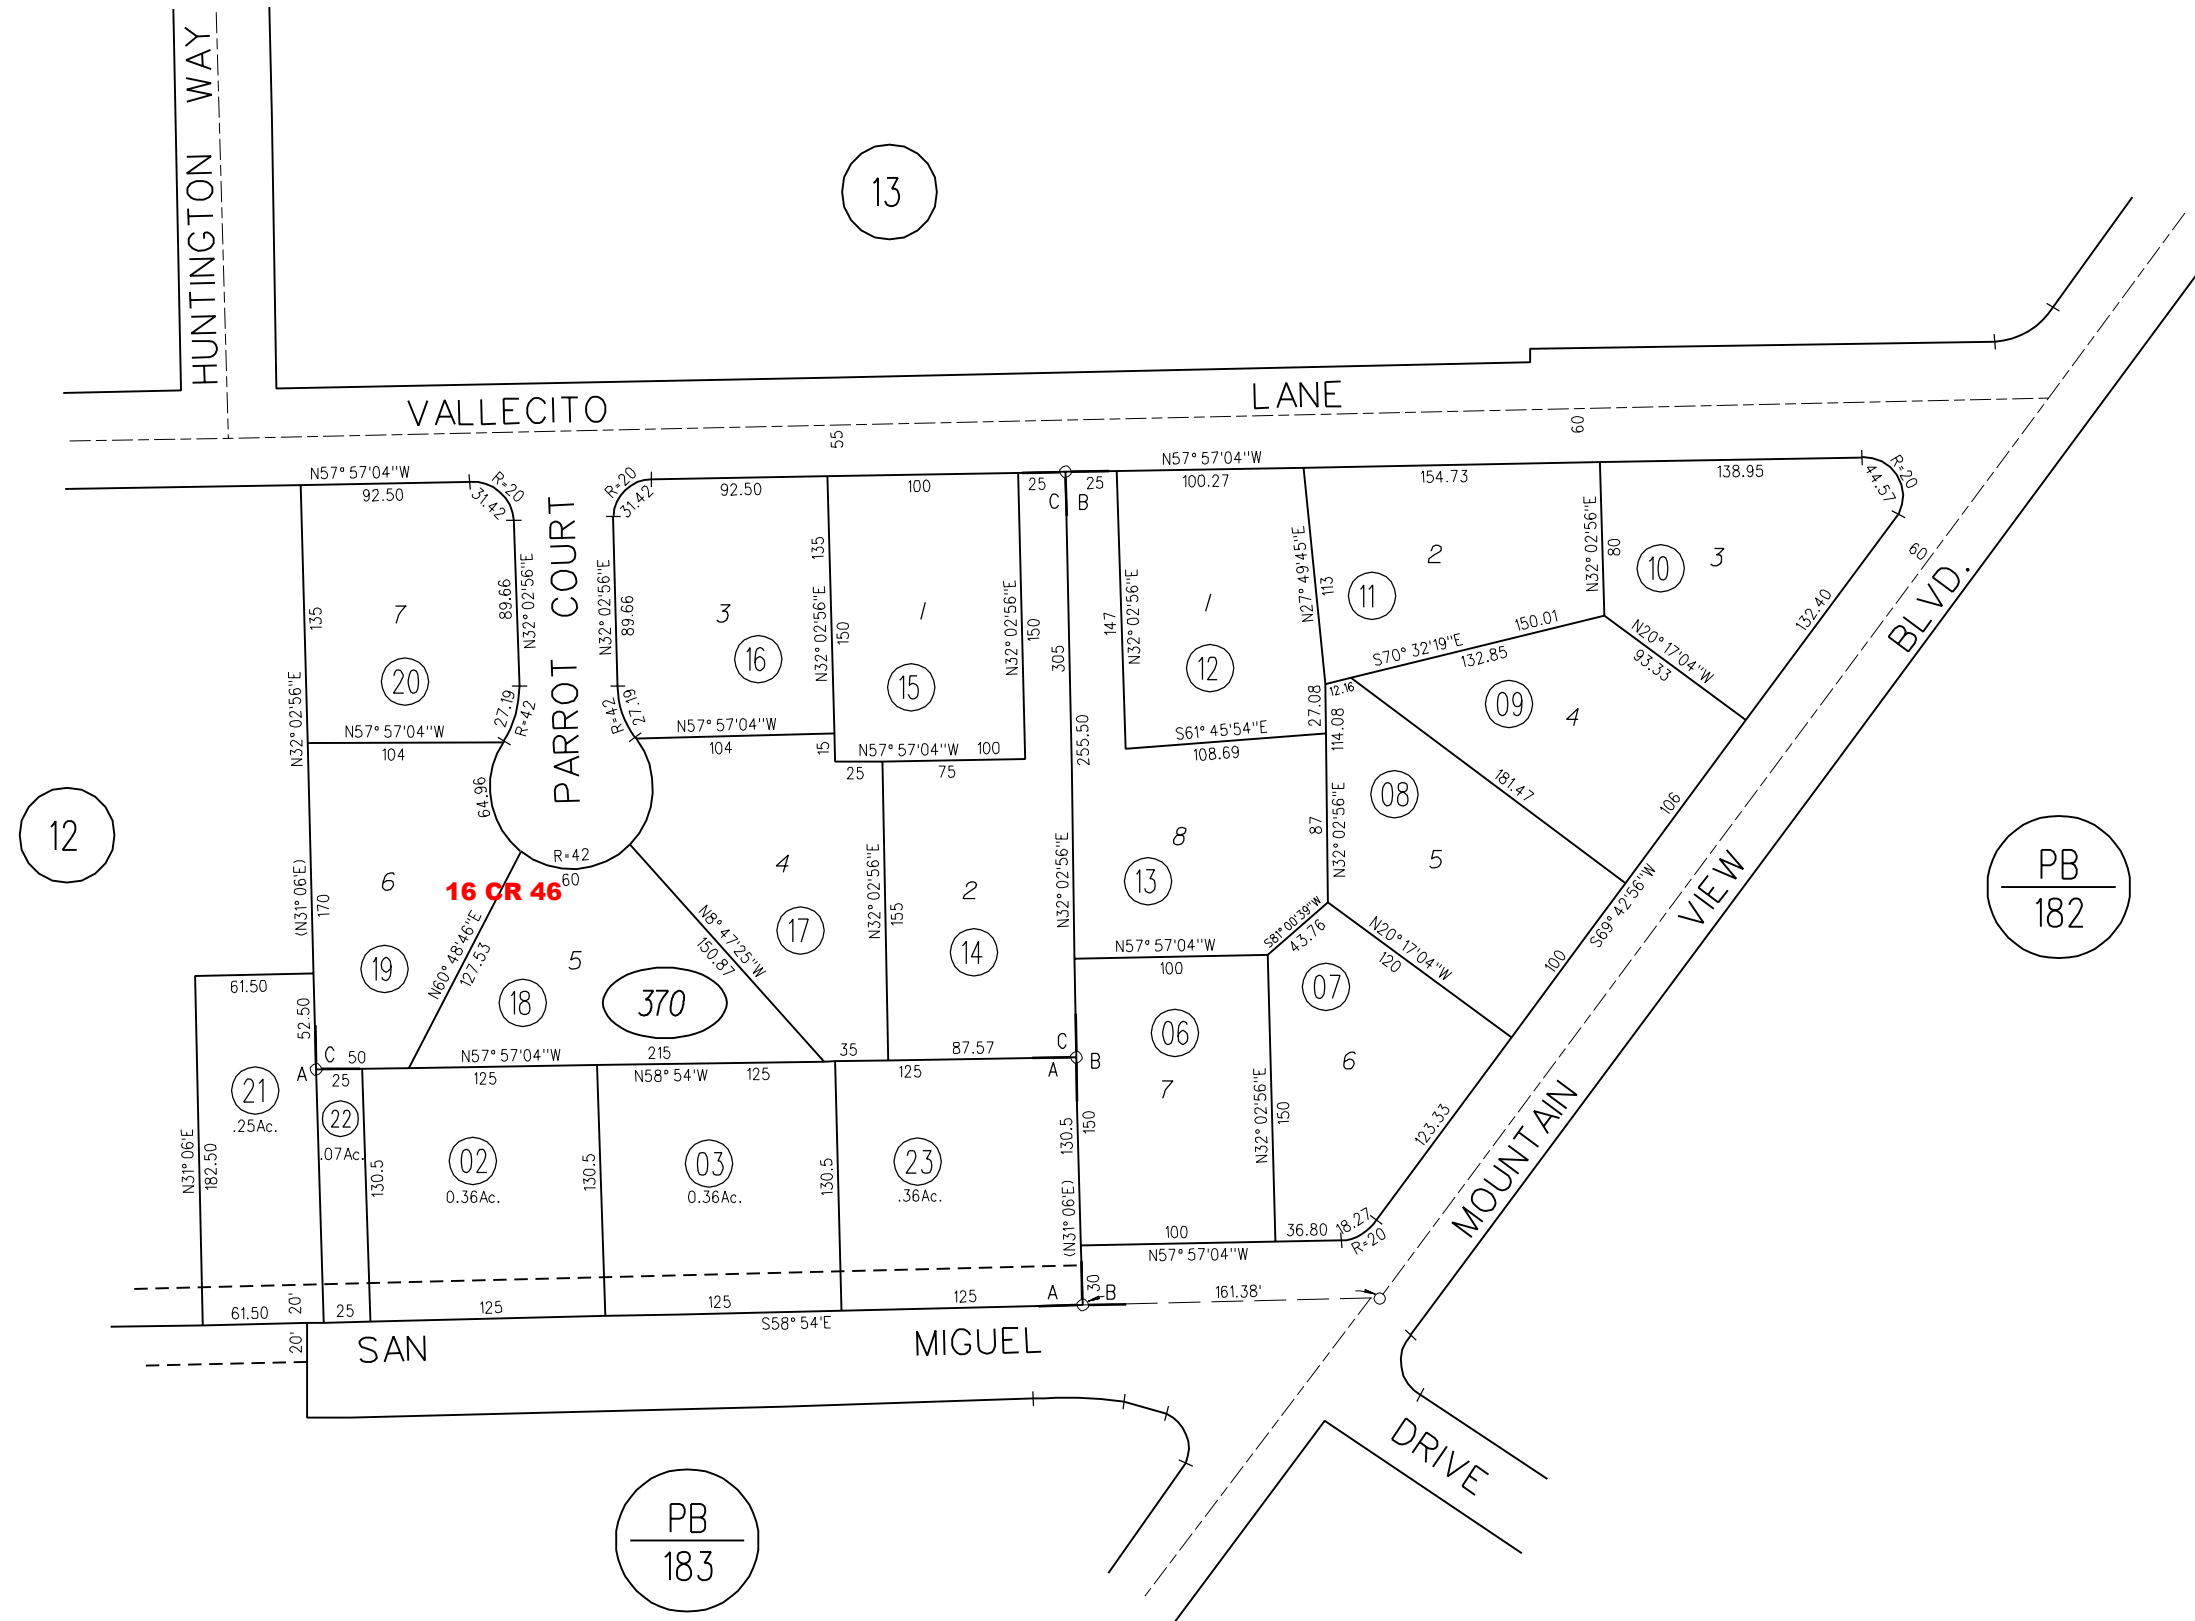 HUNTINGTON WAY
13
VALLECITO LANE
55
60
N57° 57'04"W
92.50
R=20
31.42
R=20
31.42
92.50
100
25
25
C
B
N57° 57'04"W
100.27
154.73
138.95
R=20
44.57
135
7
20
89.66
N32° 02'56"E
PARROT COURT
N32° 02'56"E
89.66
3
16
135
N32° 02'56"E
150
1
15
N32° 02'56"E
150
305
147
N32° 02'56"E
1
12
N27° 49'45"E
113
2
11
N32° 02'56"E
80
10
3
60
132.40
S70° 32'19"E
150.01
132.85
N20° 17'04"W
93.33
N32° 02'56"E
27.19
R=42
R=42
27.19
N57° 57'04"W
104
N57° 57'04"W
104
15
N57° 57'04"W
100
25
75
255.50
S61° 45'54"E
108.69
27.08
12.16
114.08
09
4
181.47
106
64.96
R=42
60
12
6
16 CR 46
(N31° 06'E)
170
19
N60° 48'46"E
127.53
5
18
370
N8° 47'25"W
150.87
4
17
N32° 02'56"E
155
2
14
N32° 02'56"E
8
13
87
N32° 02'56"E
08
5
S81° 00'39"W
43.76
N20° 17'04"W
120
100
S69° 42'56"W
MOUNTAIN VIEW BLVD.
PB
182
61.50
52.50
N57° 57'04"W
100
06
7
07
6
C
50
N57° 57'04"W
215
35
87.57
C
B
A
25
125
N58° 54'W
125
125
A
21
.25Ac.
22
.07Ac.
N31° 06'E
182.50
130.5
02
0.36Ac.
130.5
03
0.36Ac.
130.5
23
.36Ac.
130.5
150
(N31° 06'E)
N32° 02'56"E
150
123.33
100
36.80
18.27
R=20
N57° 57'04"W
30
A
B
161.38'
61.50
20'
25
125
125
125
S58° 54'E
20'
SAN MIGUEL DRIVE
PB
183